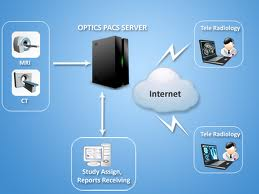 OPTICS PACS SERVER
Tele Radiology
MRI
CT
Internet
Tele Radiology
Study Assign,
Reports Receiving